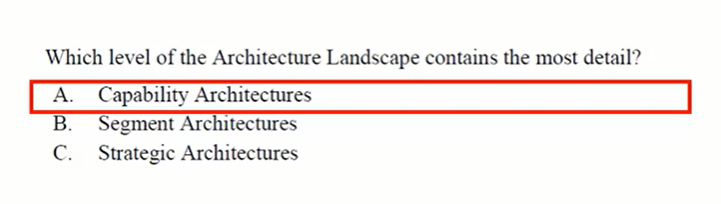 Which level of the Architecture Landscape contains the most detail?
A. Capability Architectures
B. Segment Architectures
C. Strategic Architectures